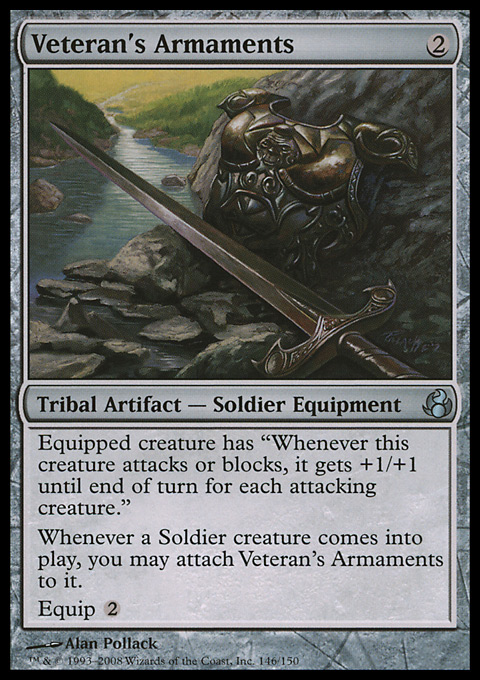 Veteran's Armaments 2
Tribal Artifact — Soldier Equipment
Equipped creature has “Whenever this
creature attacks or blocks, it gets +1/+1
until end of turn for each attacking
creature.”
Whenever a Soldier creature comes into
play, you may attach Veteran's Armaments
to it.
Equip 2
Alan Pollack
™ & © 1993–2008 Wizards of the Coast, Inc. 146/150